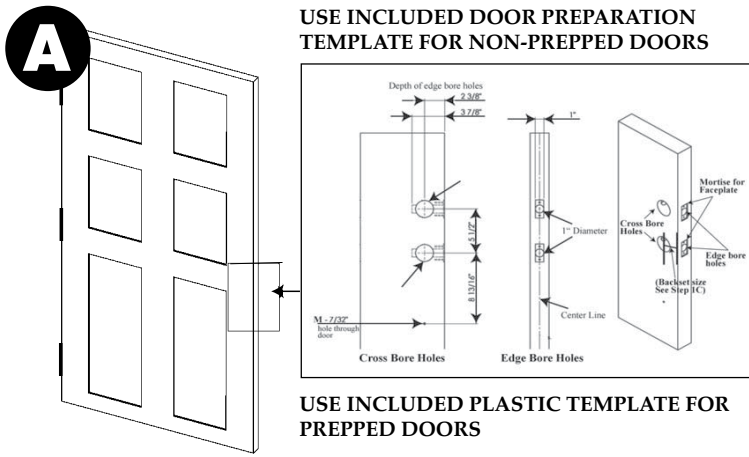 A
USE INCLUDED DOOR PREPARATION
TEMPLATE FOR NON-PREPPED DOORS
Depth of edge bore holes
2 3/8"
3 7/8"
1"
Mortise for
Faceplate
Cross Bore
Holes
5 1/2"
1" Diameter
Edge bore
holes
8 13/16"
(Backset size
See Step 1C)
M - 7/32"
hole through
door
Center Line
Cross Bore Holes
Edge Bore Holes
USE INCLUDED PLASTIC TEMPLATE FOR
PREPPED DOORS